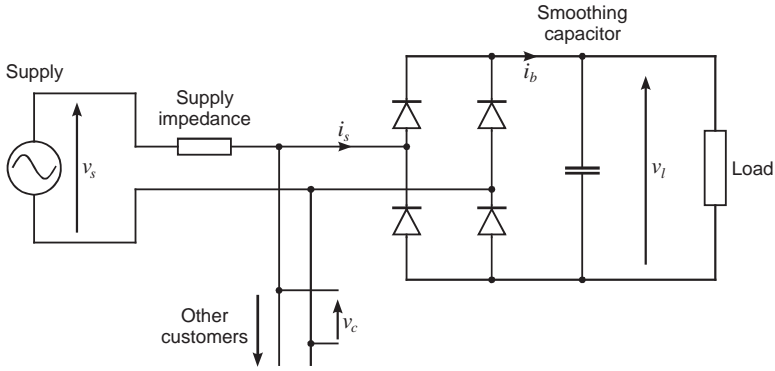 Smoothing
capacitor
Supply
Supply
impedance
i_b
i_s
v_s
v_l
Load
Other
customers
v_c